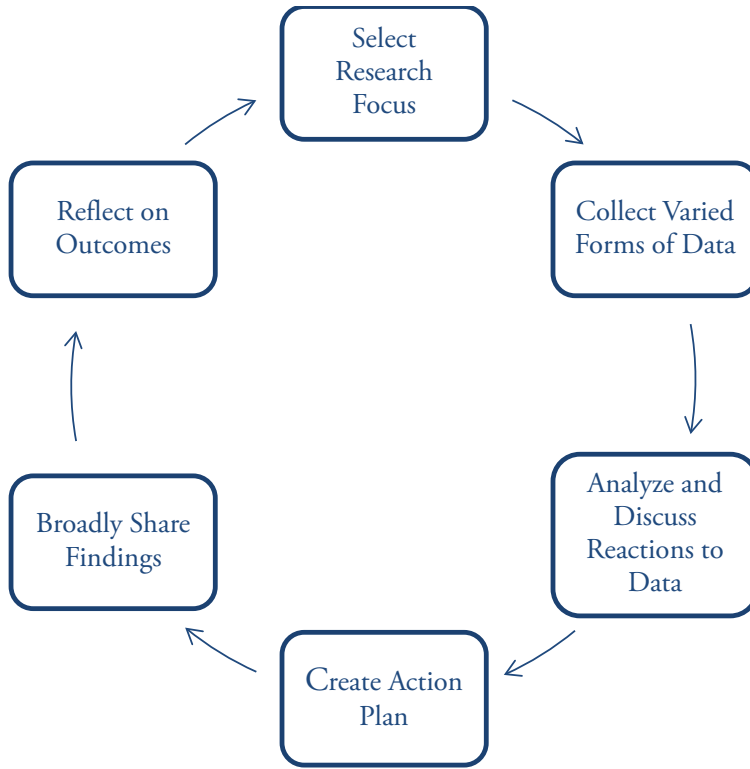 Select
Research
Focus
Collect Varied
Forms of Data
Analyze and
Discuss
Reactions to
Data
Create Action
Plan
Broadly Share
Findings
Reflect on
Outcomes